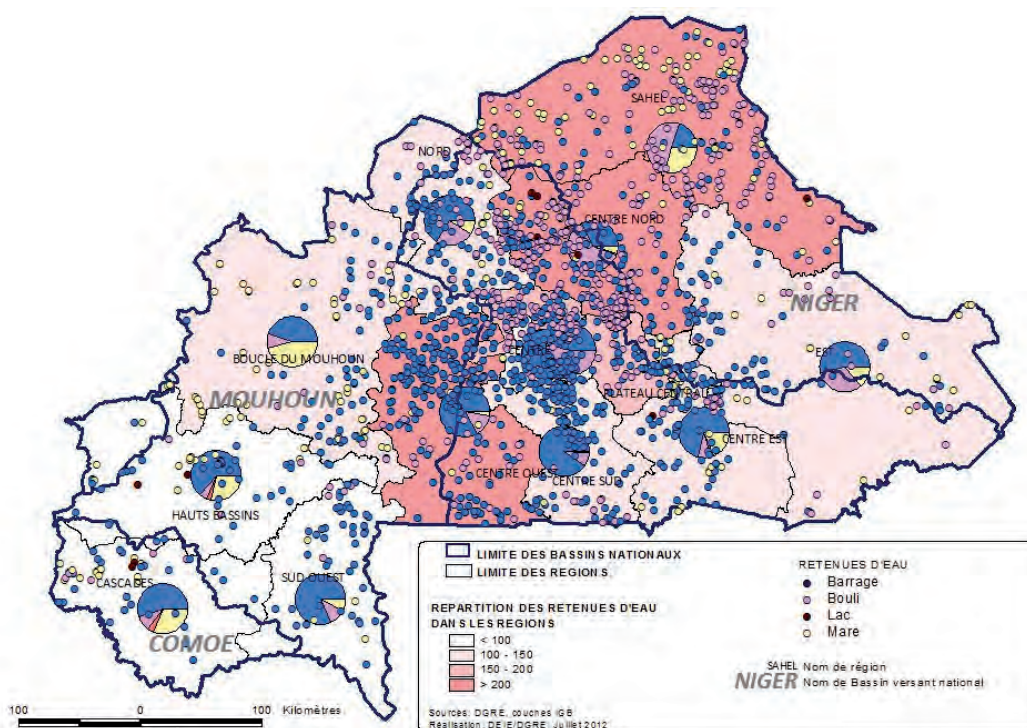 SAHEL
NORD
CENTRE NORD
NIGER
BOUCLE DU MOUHOUN
CENTRE
EST
MOUHOUN
PLATEAU CENTRAL
CENTRE EST
CENTRE OUEST
CENTRE SUD
HAUTS BASSINS
CASCADES
SUD OUEST
COMOE
LIMITE DES BASSINS NATIONAUX
LIMITE DES REGIONS
REPARTITION DES RETENUES D'EAU
DANS LES REGIONS
< 100
100 - 150
150 - 200
> 200
RETENUES D'EAU
Barrage
Bouli
Lac
Mare
SAHEL Nom de région
NIGER Nom de Bassin versant national
100 0 100 Kilomètres
Sources: DGRE, couches IGB
Réalisation: DEIE/DGRE, Juillet 2012